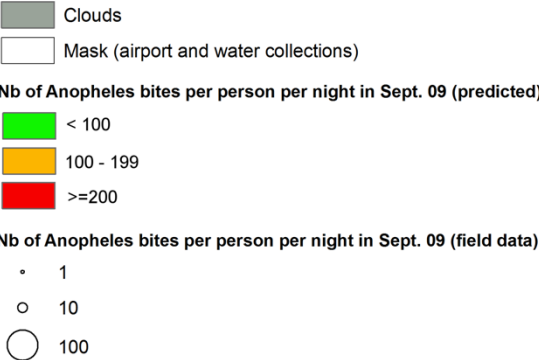 Clouds
Mask (airport and water collections)
Nb of Anopheles bites per person per night in Sept. 09 (predicted)
< 100
100 - 199
>=200
Nb of Anopheles bites per person per night in Sept. 09 (field data)
1
10
100